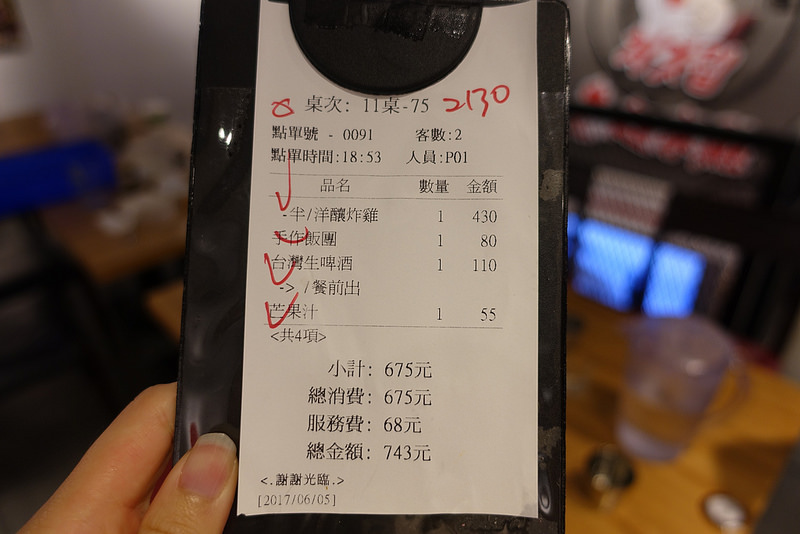 桌次: 11桌-75 2130
點單號 - 0091 客數:2
點單時間:18:53 人員:P01
品名 數量 金額
-半/洋釀炸雞 1 430
手作飯團 1 80
台灣生啤酒 1 110
-> /餐前出
芒果汁 1 55
<共4項>
小計: 675元
總消費: 675元
服務費: 68元
總金額: 743元
<.謝謝光臨.>
[2017/06/05]